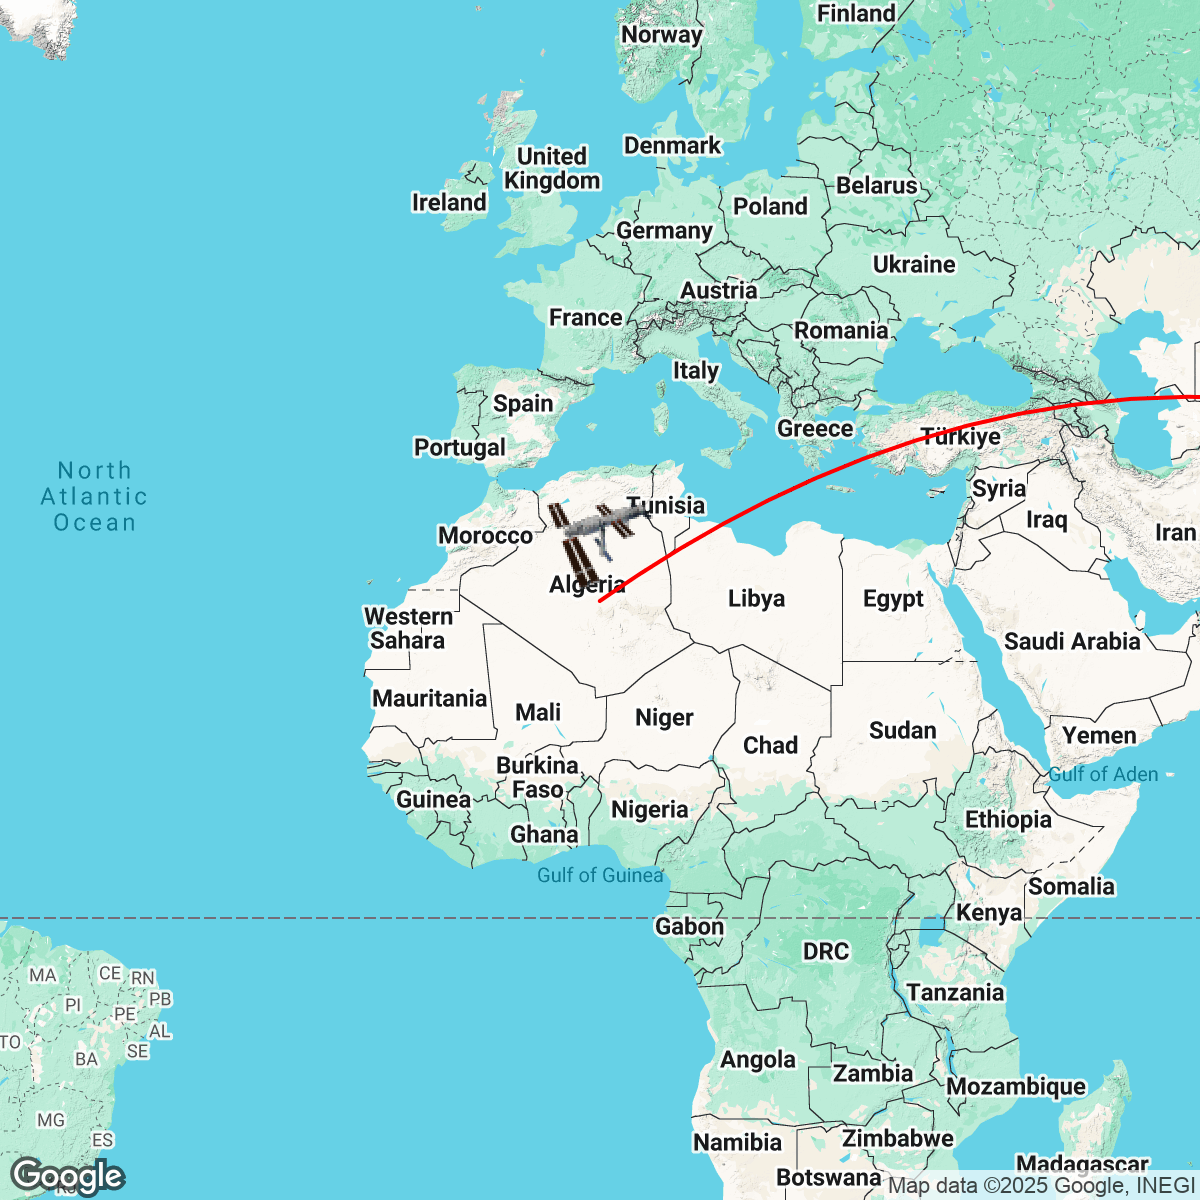 Finland
Norway
Denmark
United
Kingdom
Ireland
Belarus
Poland
Germany
Ukraine
Austria
France
Romania
Italy
Spain
Greece
Türkiye
Portugal
North
Atlantic
Ocean
Syria
Tunisia
Iraq
Iran
Morocco
Algeria
Libya
Egypt
Western
Sahara
Saudi Arabia
Mauritania
Mali
Niger
Sudan
Yemen
Chad
Burkina
Faso
Gulf of Aden
Guinea
Nigeria
Ghana
Ethiopia
Gulf of Guinea
Somalia
Kenya
Gabon
DRC
MA
CE
RN
PB
PI
PE
AL
TO
BA
SE
Tanzania
Angola
Zambia
Mozambique
MG
ES
Namibia
Zimbabwe
Madagascar
Botswana
Google
Map data ©2025 Google, INEGI